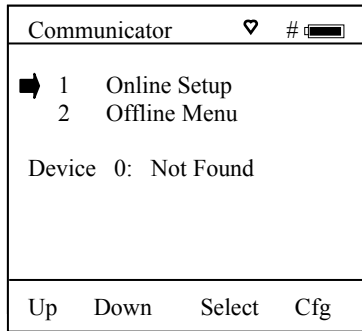 Communicator ♡ #
1 Online Setup
2 Offline Menu
Device 0: Not Found
Up Down Select Cfg